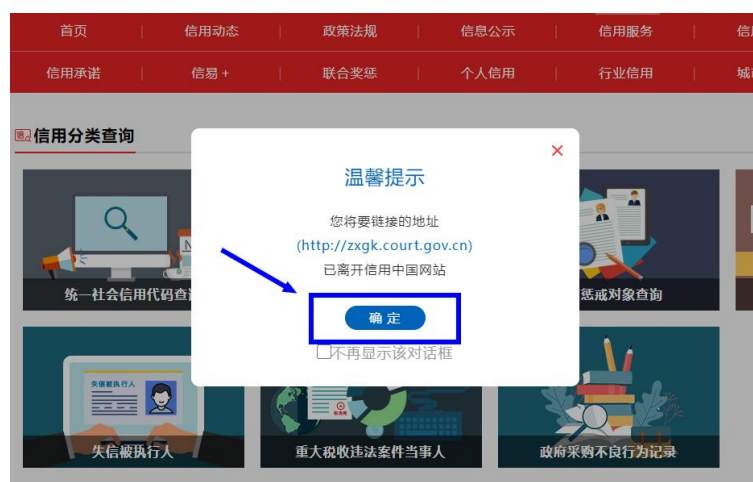 首页
信用动态
政策法规
信息公示
信用服务
信用承诺
信易 +
联合奖惩
个人信用
行业信用
信用分类查询
温馨提示
您将要链接的地址
(http://zxgk.court.gov.cn)
已离开信用中国网站
确 定
不再显示该对话框
统一社会信用代码查
惩戒对象查询
失信被执行人
失信被执行人
重大税收违法案件当事人
政府采购不良行为记录